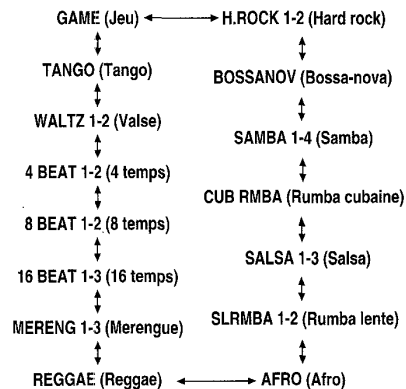 GAME (Jeu)
H.ROCK 1-2 (Hard rock)
TANGO (Tango)
BOSSANOV (Bossa-nova)
WALTZ 1-2 (Valse)
SAMBA 1-4 (Samba)
4 BEAT 1-2 (4 temps)
CUB RMBA (Rumba cubaine)
8 BEAT 1-2 (8 temps)
SALSA 1-3 (Salsa)
16 BEAT 1-3 (16 temps)
SLRMBA 1-2 (Rumba lente)
MERENG 1-3 (Merengue)
REGGAE (Reggae)
AFRO (Afro)